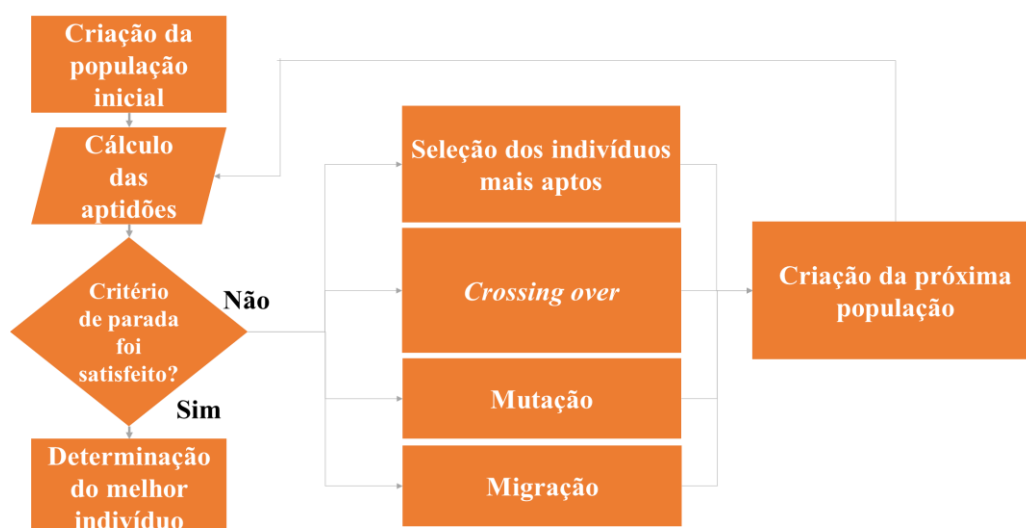 Criação da
população
inicial
Cálculo
das
aptidões
Critério
de parada
foi
satisfeito?
Não
Sim
Determinação
do melhor
indivíduo
Seleção dos indivíduos
mais aptos
Crossing over
Mutação
Migração
Criação da próxima
população